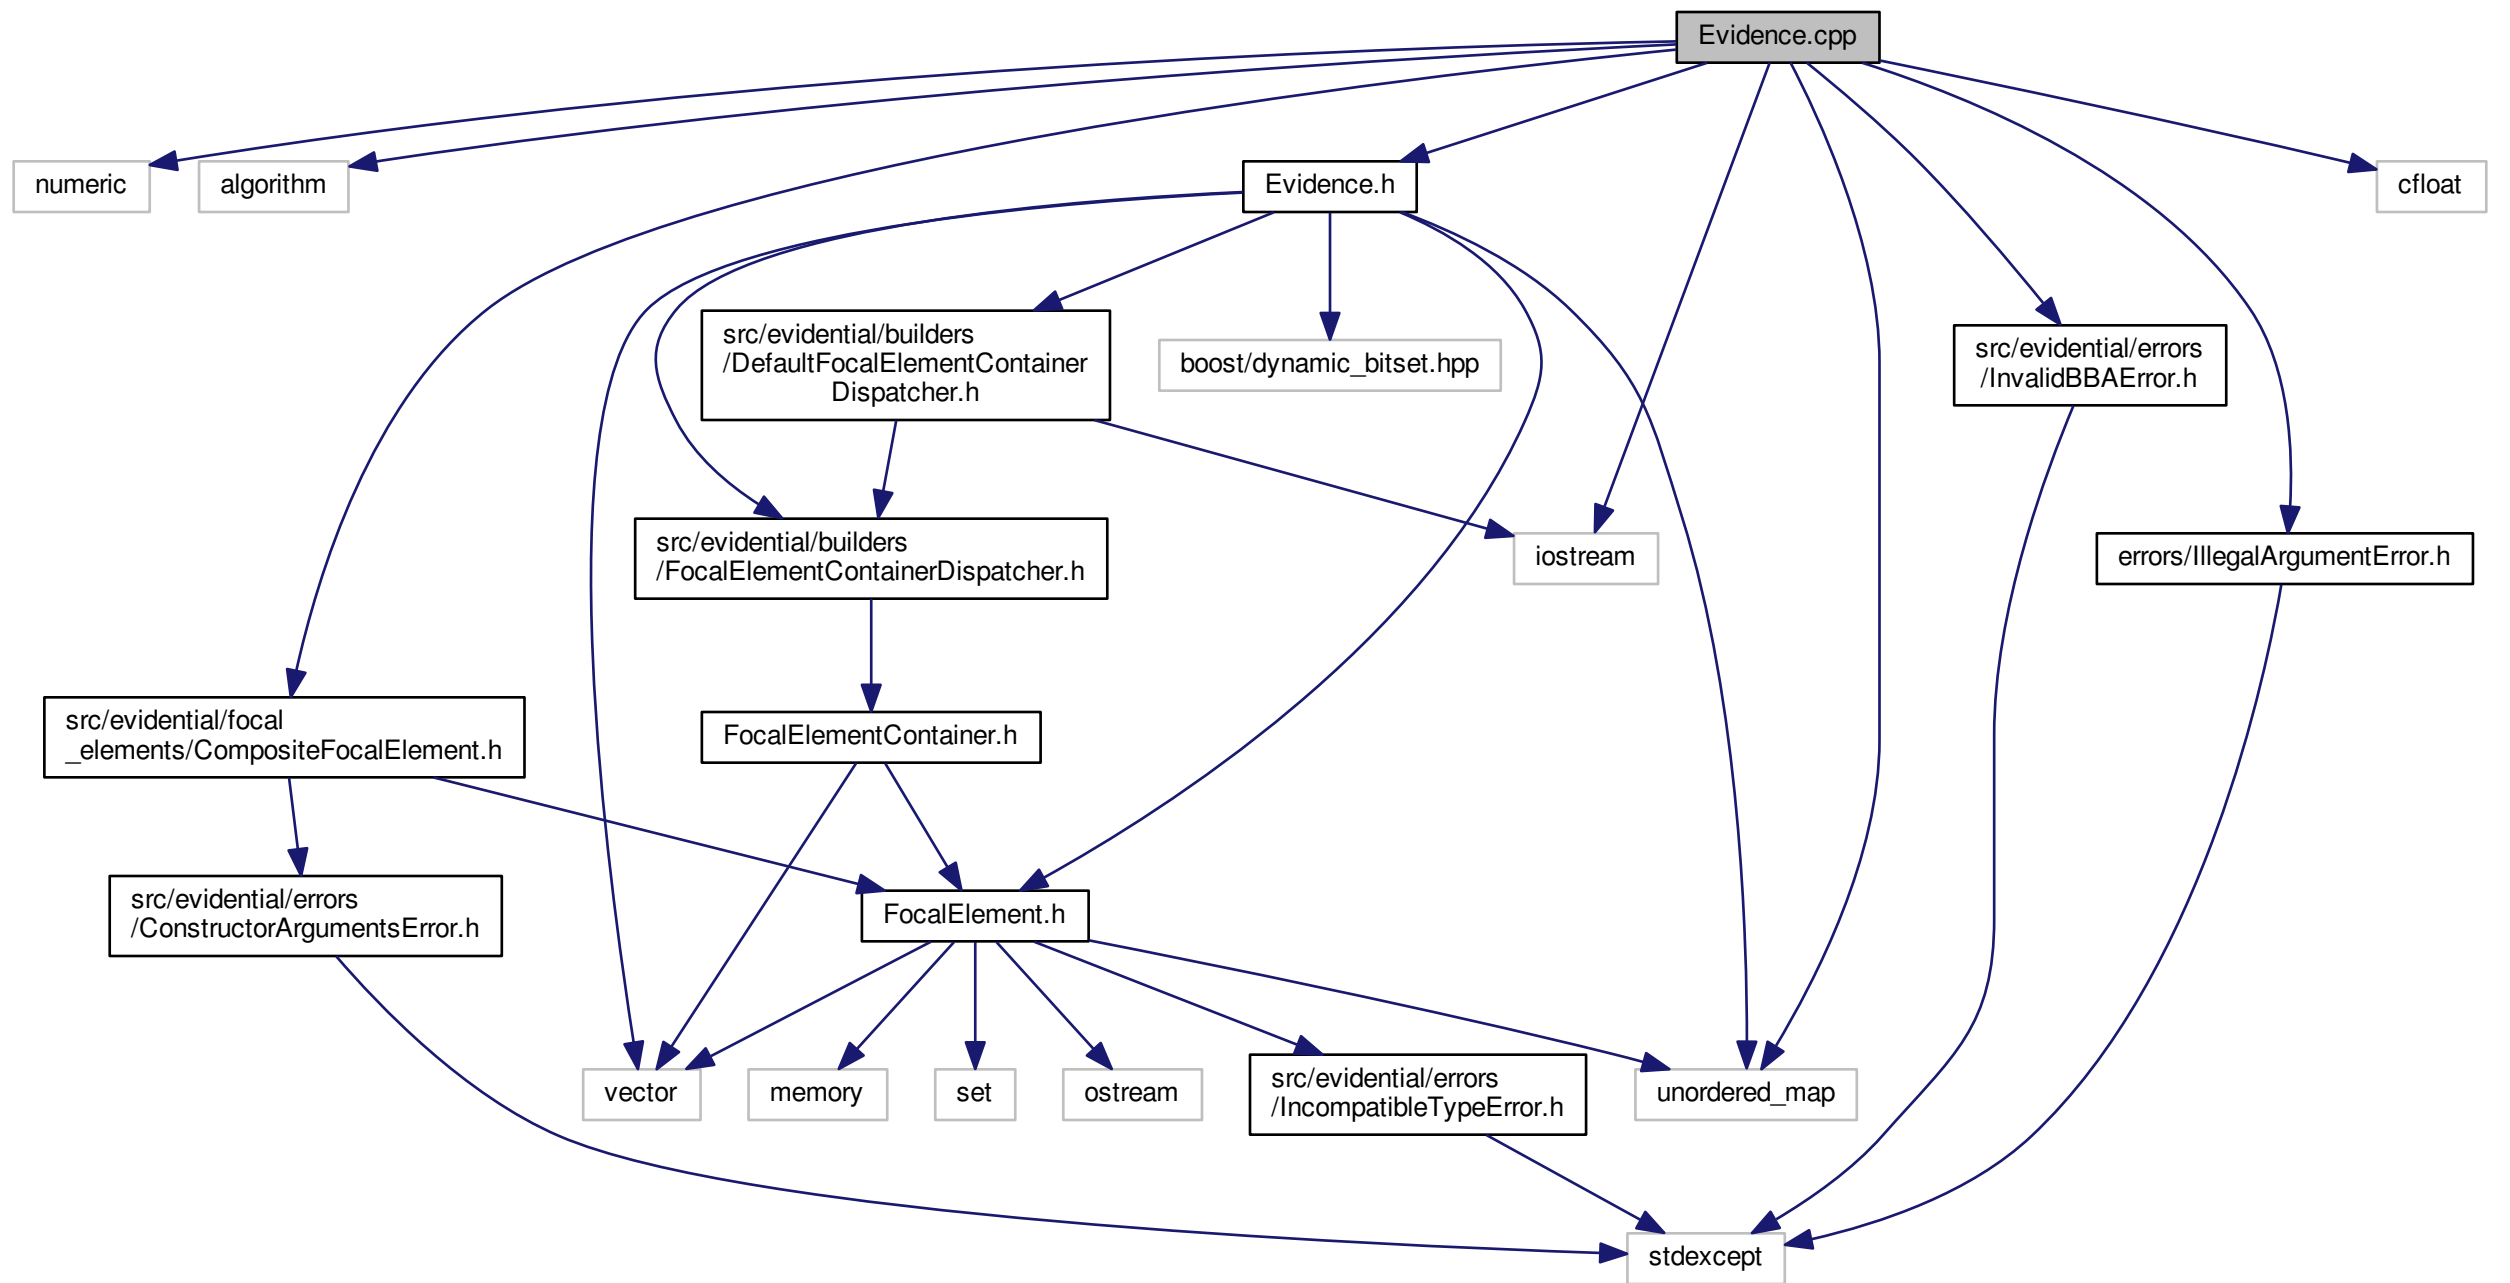 Evidence.cpp
numeric
algorithm
Evidence.h
cfloat
src/evidential/builders
/DefaultFocalElementContainer
Dispatcher.h
boost/dynamic_bitset.hpp
src/evidential/errors
/InvalidBBAError.h
src/evidential/builders
/FocalElementContainerDispatcher.h
iostream
errors/IllegalArgumentError.h
src/evidential/focal
_elements/CompositeFocalElement.h
FocalElementContainer.h
src/evidential/errors
/ConstructorArgumentsError.h
FocalElement.h
vector
memory
set
ostream
src/evidential/errors
/IncompatibleTypeError.h
unordered_map
stdexcept